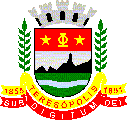 Φ
1855 TERESÓPOLIS 1891
SUB DIGITUM DEI